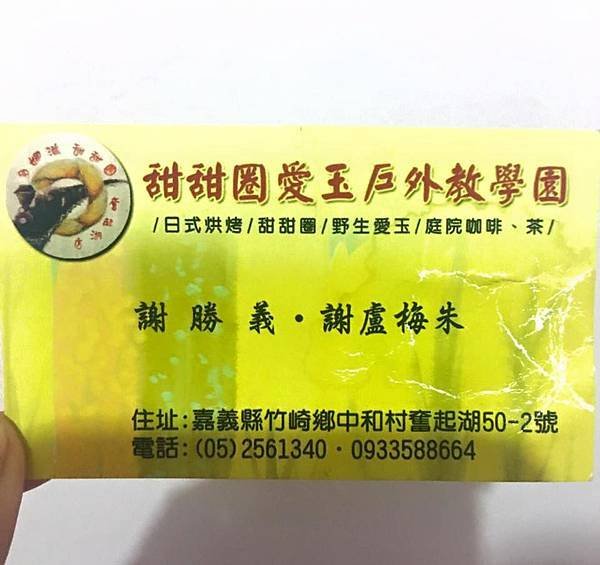 甜甜圈愛玉戶外教學園
/日式烘烤/甜甜圈/野生愛玉/庭院咖啡、茶/
謝勝義·謝盧梅朱
住址:嘉義縣竹崎鄉中和村奮起湖50-2號
電話:(05)2561340·0933588664